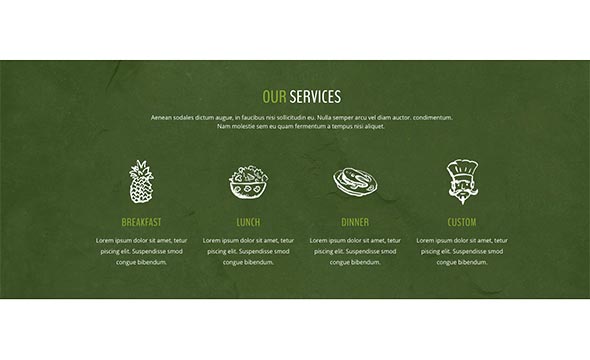 OUR SERVICES
Aenean sodales dictum augue, in faucibus nisi sollicitudin eu. Nulla semper arcu vel diam auctor. condimentum.
Nam molestie sem eu quam fermentum a tempus nisi aliquet.
BREAKFAST
Lorem ipsum dolor sit amet, tetur
piscing elit. Suspendisse smod
congue bibendum.
LUNCH
Lorem ipsum dolor sit amet, tetur
piscing elit. Suspendisse smod
congue bibendum.
DINNER
Lorem ipsum dolor sit amet, tetur
piscing elit. Suspendisse smod
congue bibendum.
CUSTOM
Lorem ipsum dolor sit amet, tetur
piscing elit. Suspendisse smod
congue bibendum.